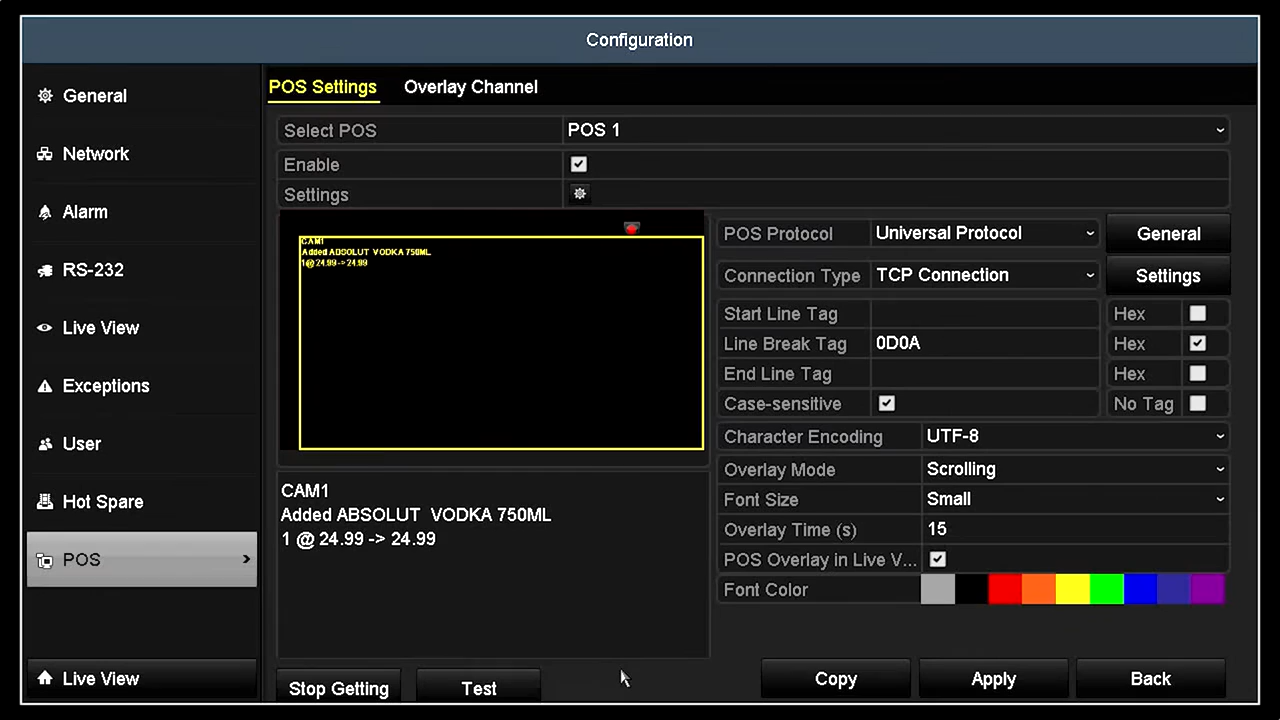 Configuration
General
Network
Alarm
RS-232
Live View
Exceptions
User
Hot Spare
POS
Live View
POS Settings
Overlay Channel
Select POS
POS 1
Enable
Settings
CAM1
Added ABSOLUT  VODKA 750ML
1 @ 24.99 -> 24.99
POS Protocol
Universal Protocol
General
Connection Type
TCP Connection
Settings
Start Line Tag
Hex
Line Break Tag
0D0A
Hex
End Line Tag
Hex
Case-sensitive
No Tag
Character Encoding
UTF-8
Overlay Mode
Scrolling
Font Size
Small
Overlay Time (s)
15
POS Overlay in Live V...
Font Color
CAM1
Added ABSOLUT  VODKA 750ML
1 @ 24.99 -> 24.99
Stop Getting
Test
Copy
Apply
Back